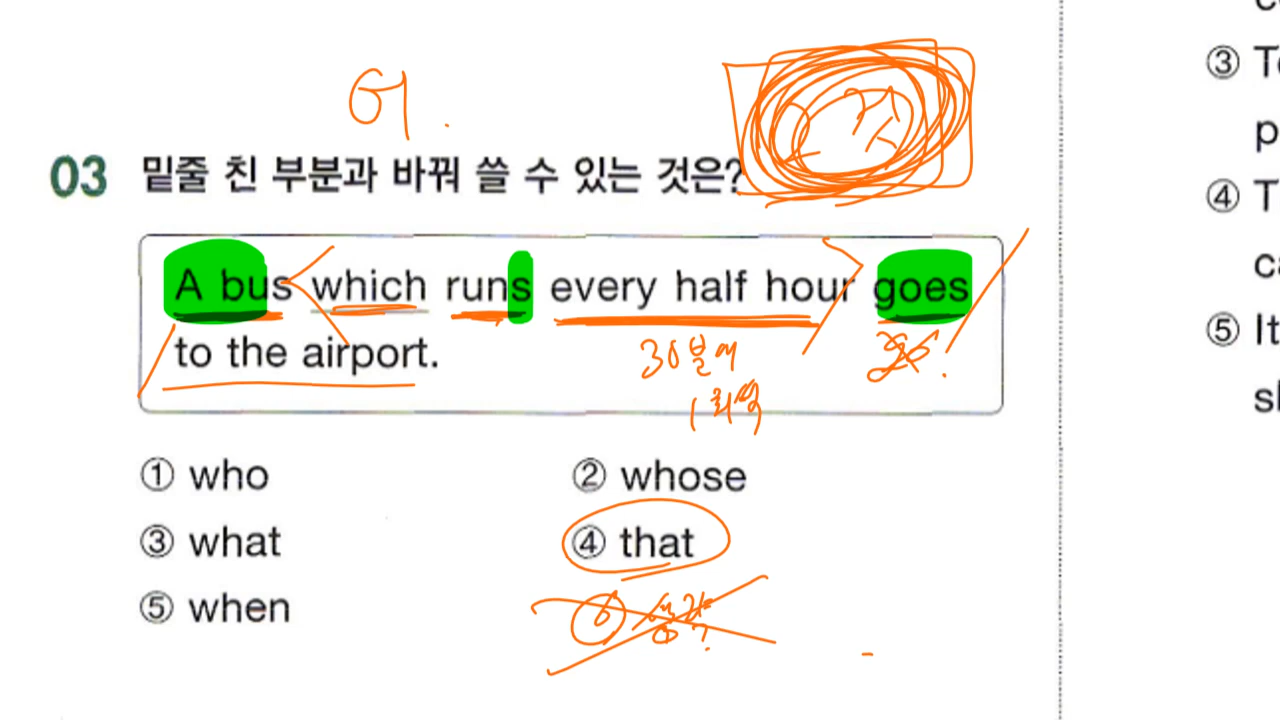 03 밑줄 친 부분과 바꿔 쓸 수 있는 것은?
A bus which runs every half hour goes
to the airport.
30분에
① who
② whose
③ what
④ that
⑤ when
③ T
p
④ T
⑤ It